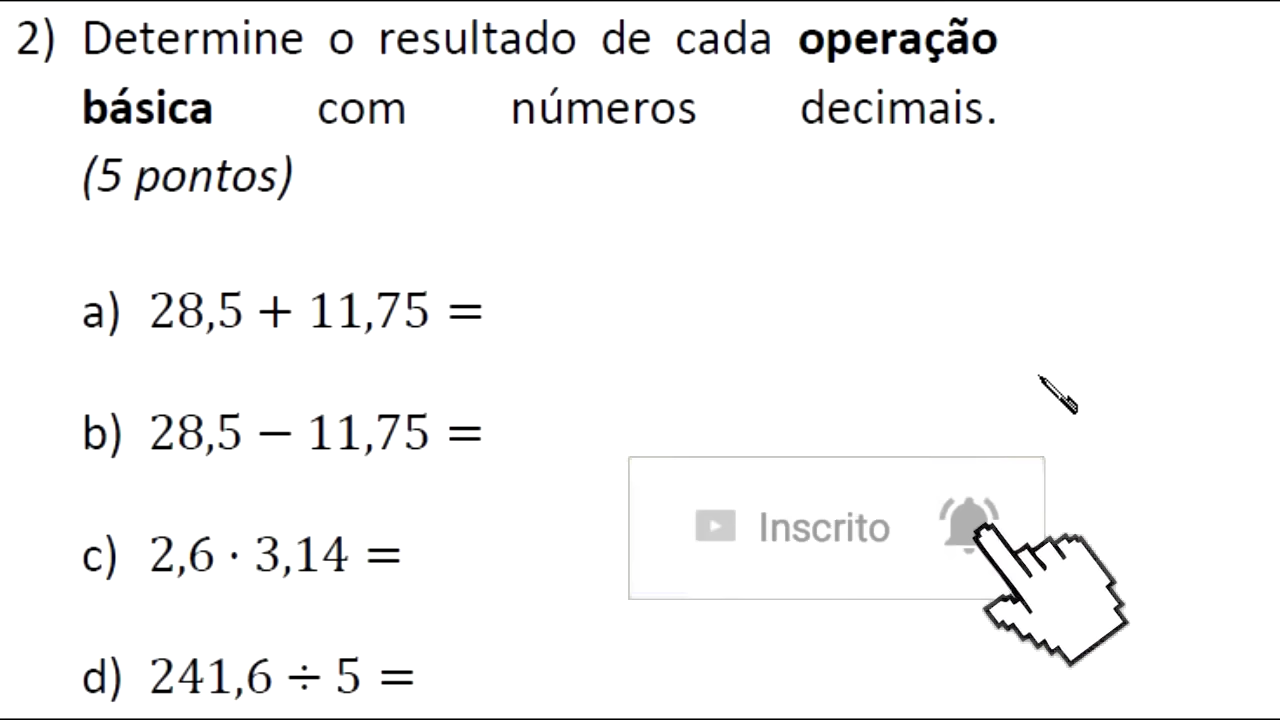 2) Determine o resultado de cada operação
básica com números decimais.
(5 pontos)
a) 28,5 + 11,75 =
b) 28,5 − 11,75 =
c) 2,6 · 3,14 =
Inscrito
d) 241,6 ÷ 5 =